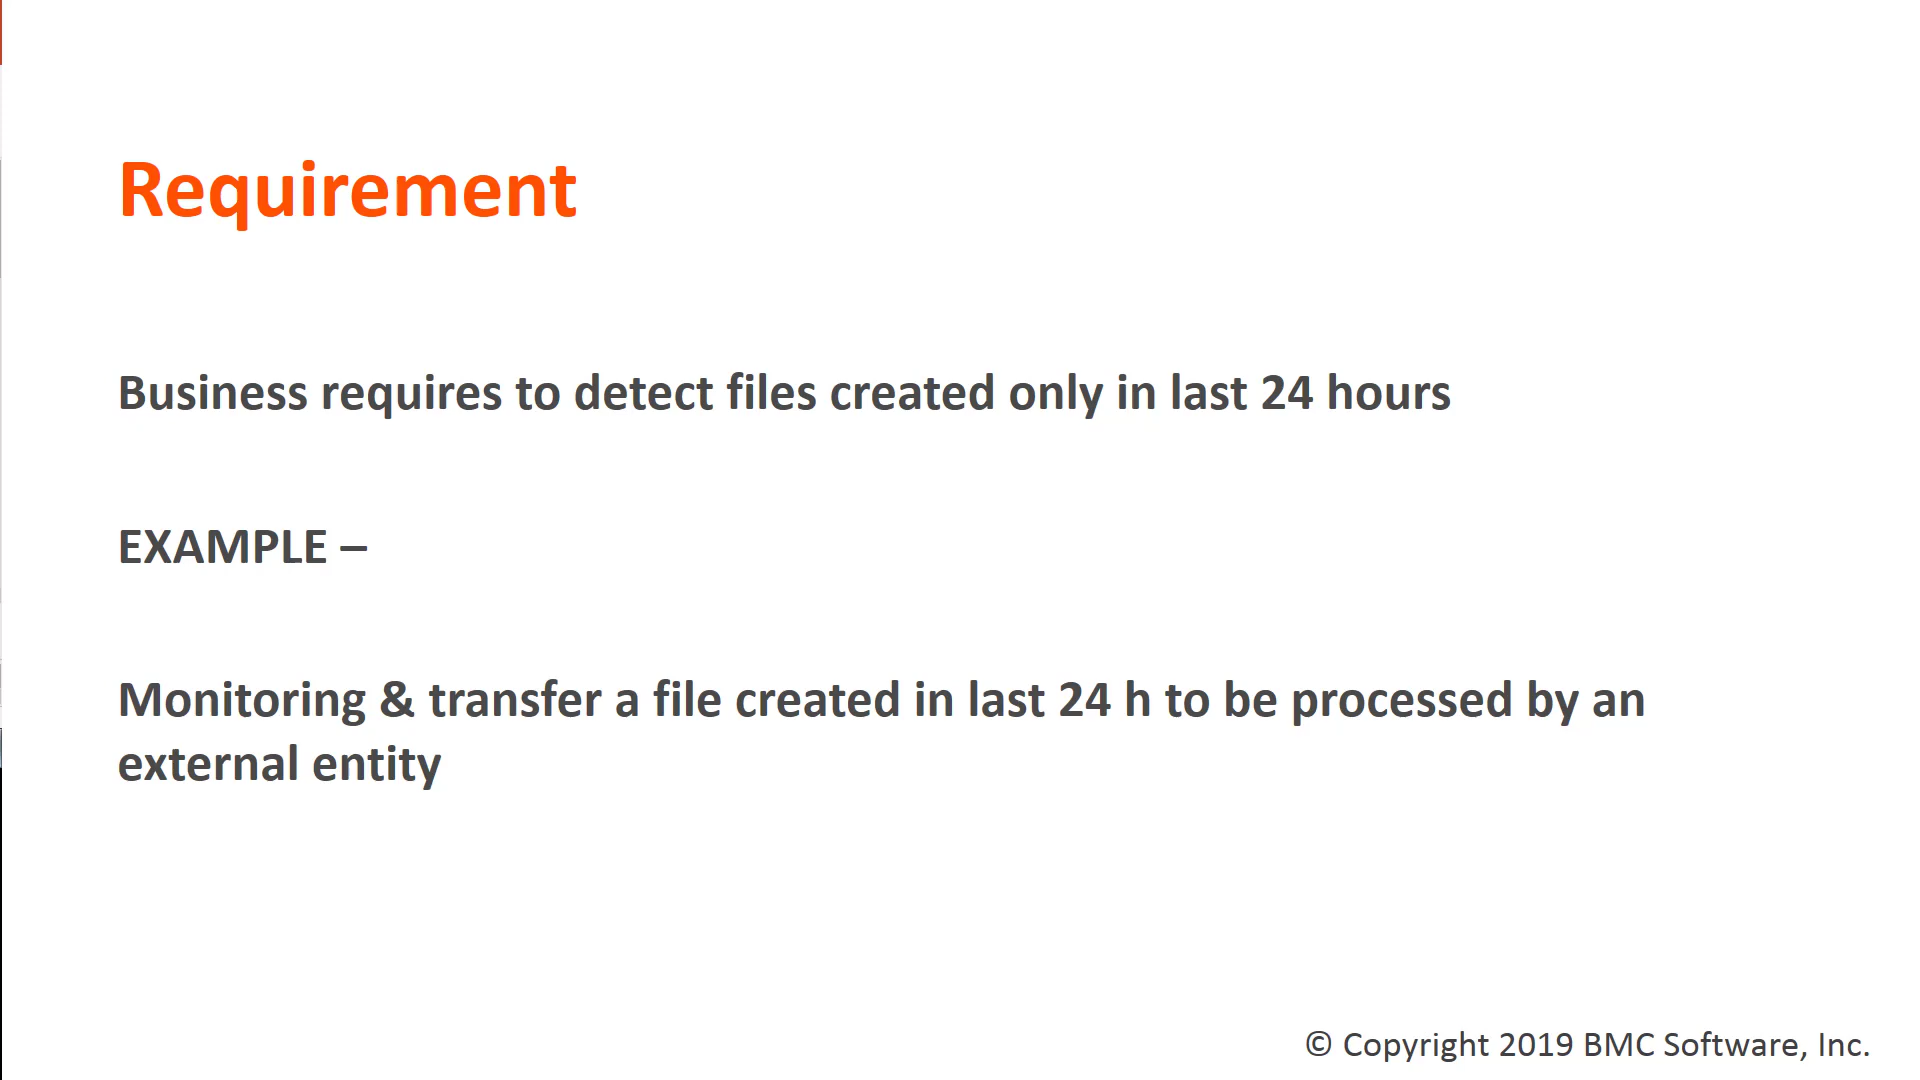 Requirement
Business requires to detect files created only in last 24 hours
EXAMPLE –
Monitoring & transfer a file created in last 24 h to be processed by an
external entity
© Copyright 2019 BMC Software, Inc.